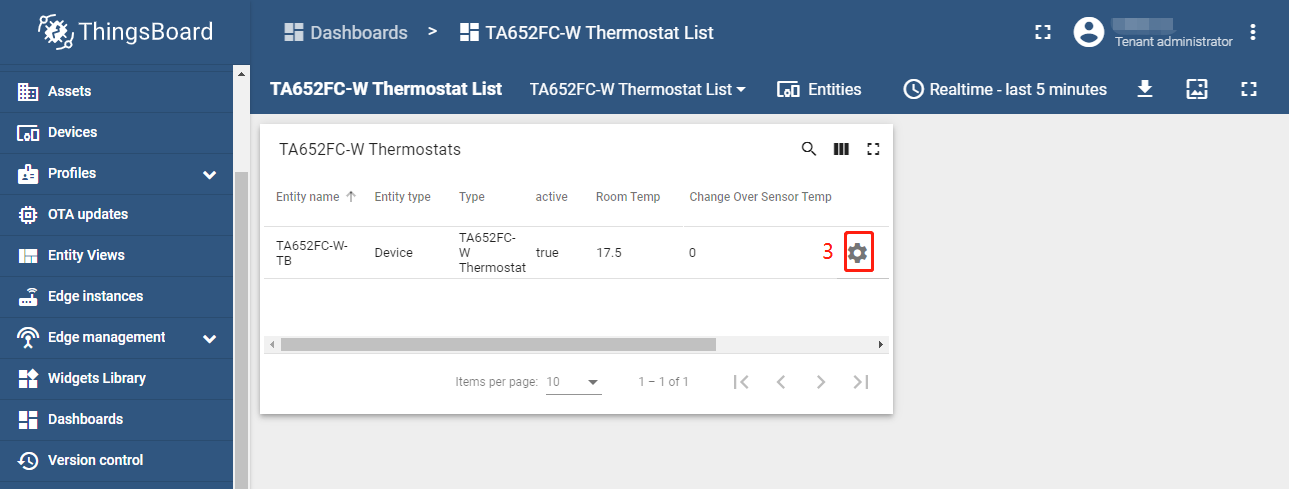 ThingsBoard
Dashboards > TA652FC-W Thermostat List
Tenant administrator
TA652FC-W Thermostat List TA652FC-W Thermostat List Entities Realtime - last 5 minutes
Assets
Devices
Profiles
OTA updates
Entity Views
Edge instances
Edge management
Widgets Library
Dashboards
Version control
TA652FC-W Thermostats
Entity name Entity type Type active Room Temp Change Over Sensor Temp
TA652FC-W-
TB
Device
TA652FC-
W
Thermostat
true
17.5
0
3
Items per page: 10 1 – 1 of 1